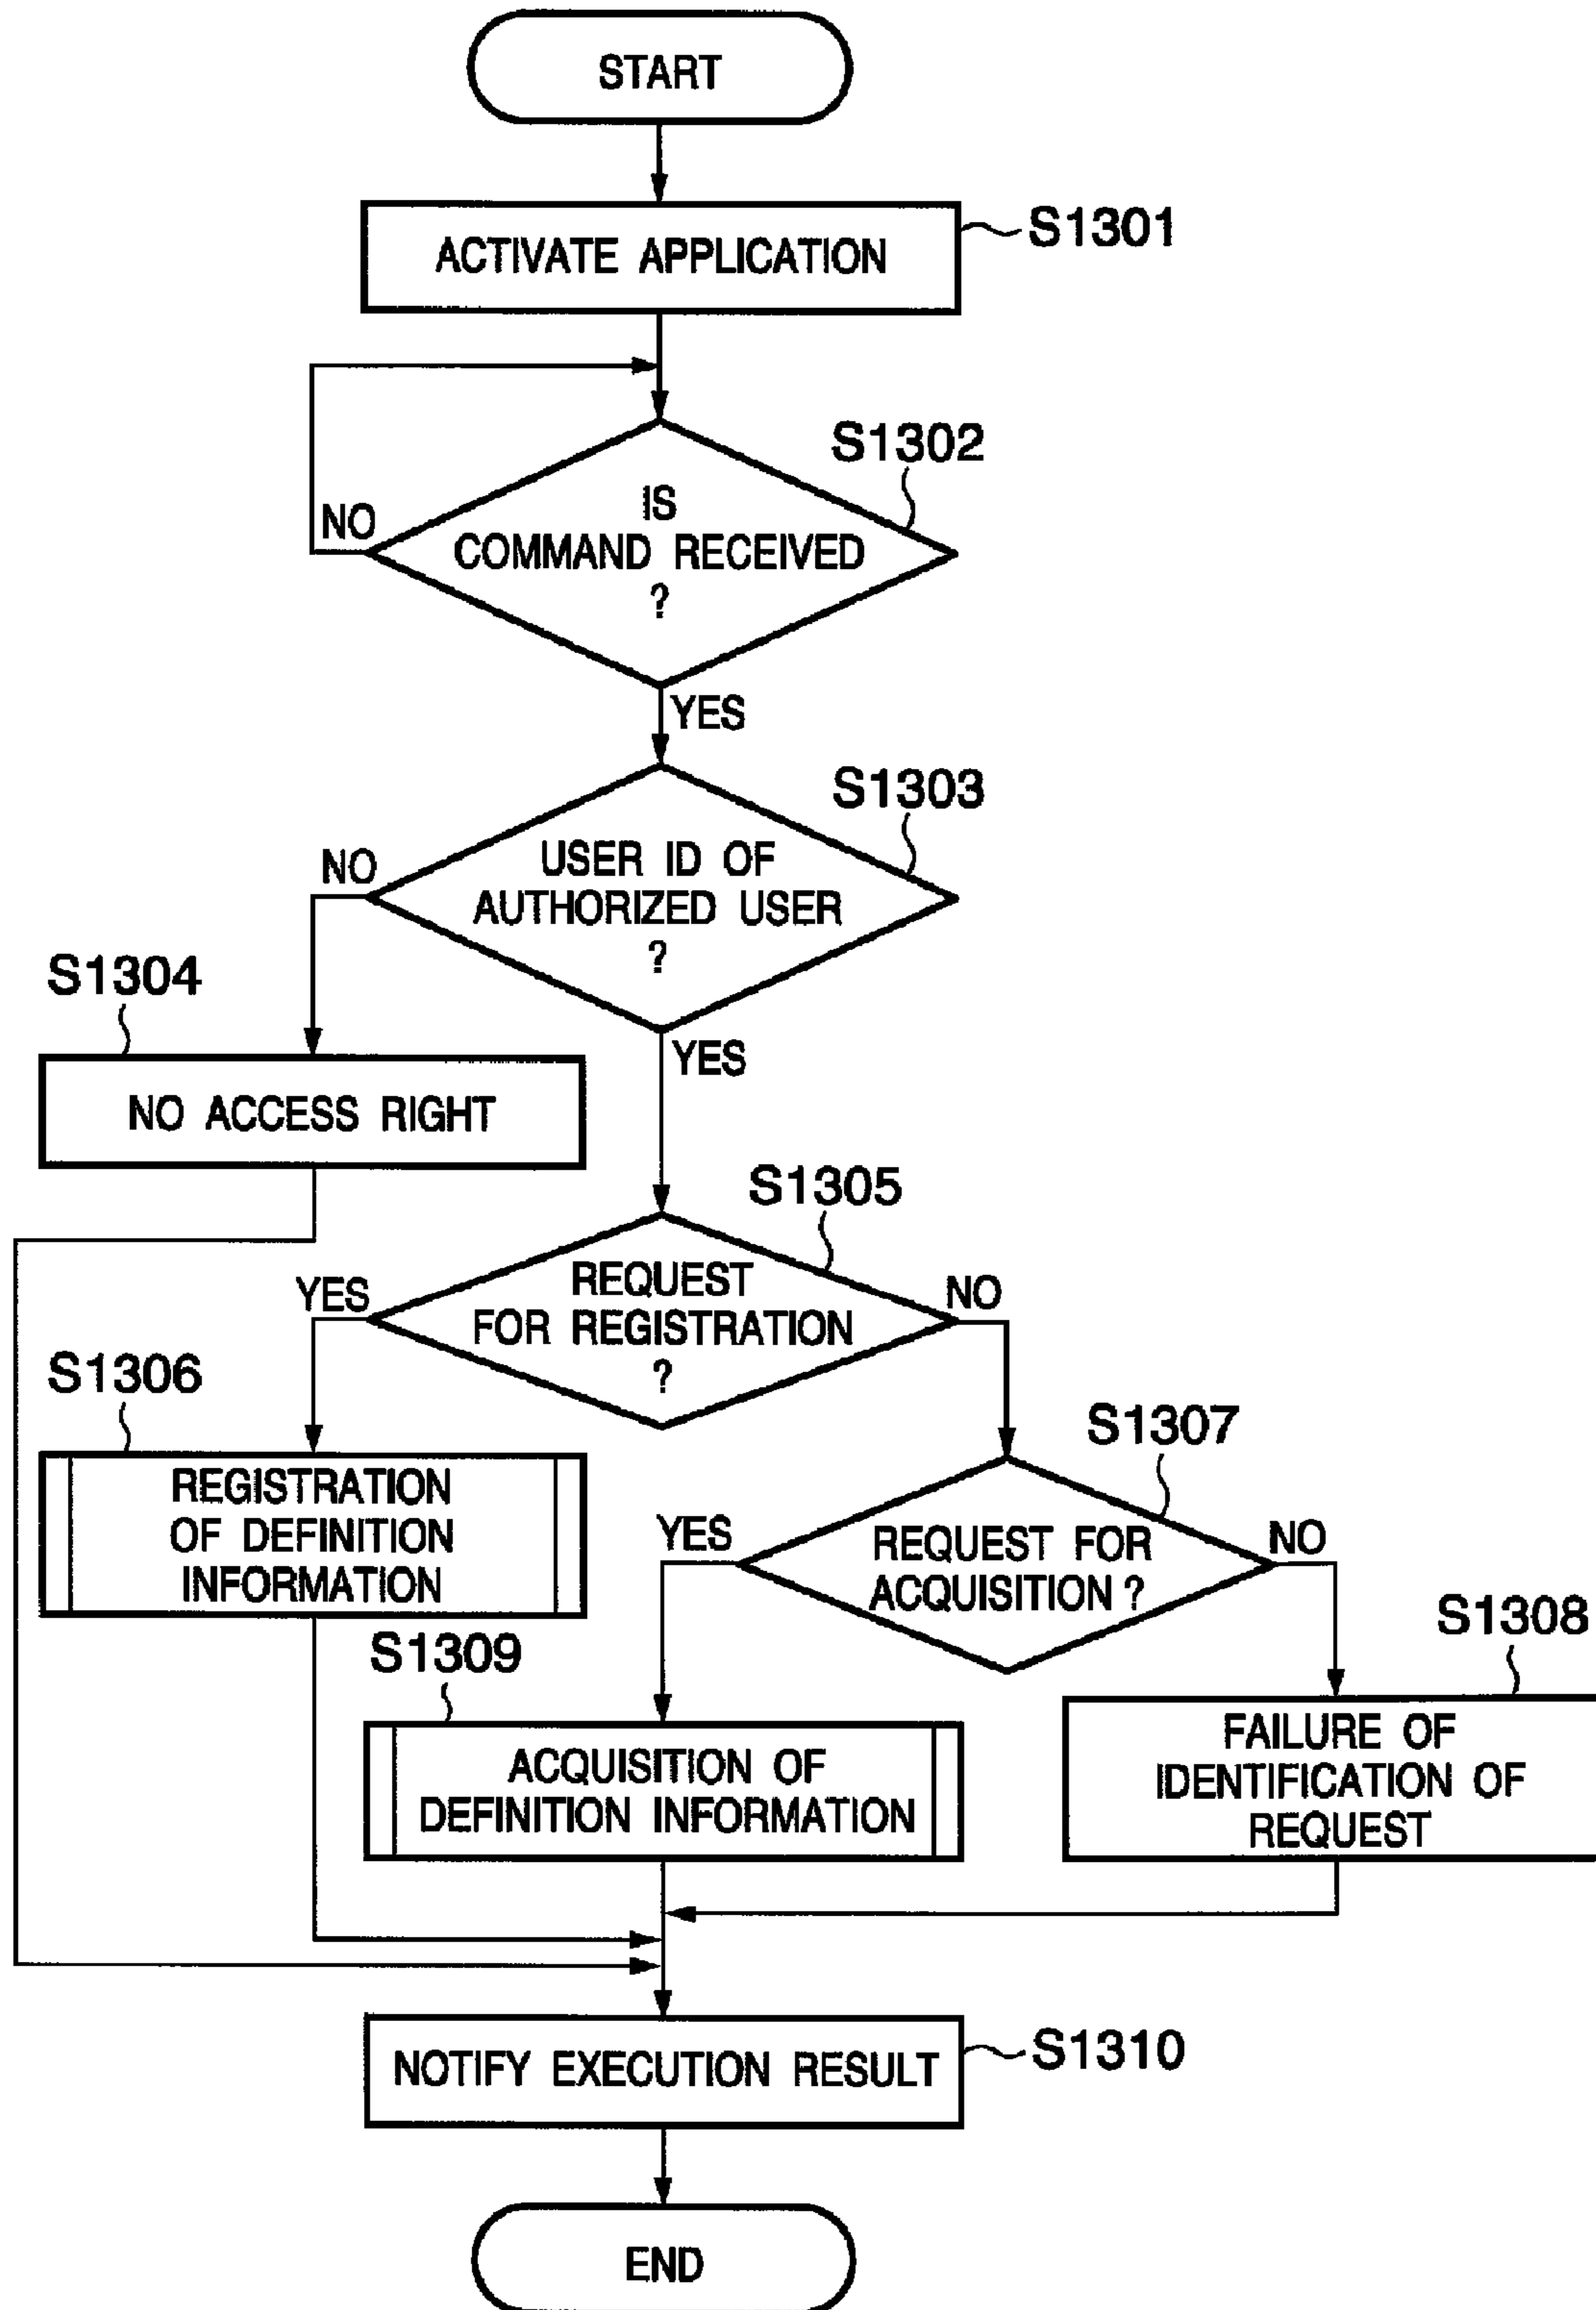 START
ACTIVATE APPLICATION
S1301
S1302
IS
COMMAND RECEIVED
?
NO
YES
S1303
USER ID OF
AUTHORIZED USER
?
NO
YES
S1304
NO ACCESS RIGHT
S1305
REQUEST
FOR REGISTRATION
?
YES
NO
S1306
REGISTRATION
OF DEFINITION
INFORMATION
S1307
REQUEST FOR
ACQUISITION ?
YES
NO
S1309
ACQUISITION OF
DEFINITION INFORMATION
S1308
FAILURE OF
IDENTIFICATION OF
REQUEST
NOTIFY EXECUTION RESULT
S1310
END